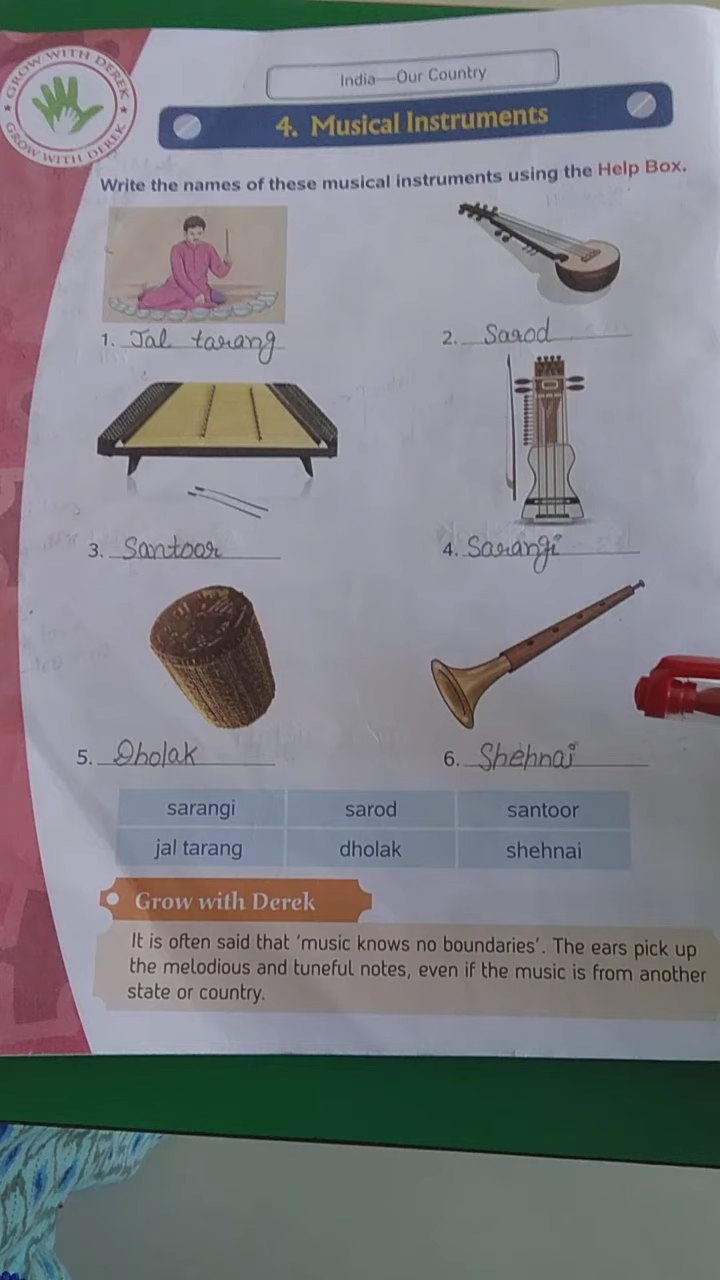 GROW WITH DEREK
GROW WITH DEREK
India—Our Country
4. Musical Instruments
Write the names of these musical instruments using the Help Box.
1. Jal tarang
2. Sarod
3. Santoor
4. Sarangi
5. Dholak
6. Shehnai
sarangi sarod santoor
jal tarang dholak shehnai
Grow with Derek
It is often said that 'music knows no boundaries'. The ears pick up
the melodious and tuneful notes, even if the music is from another
state or country.